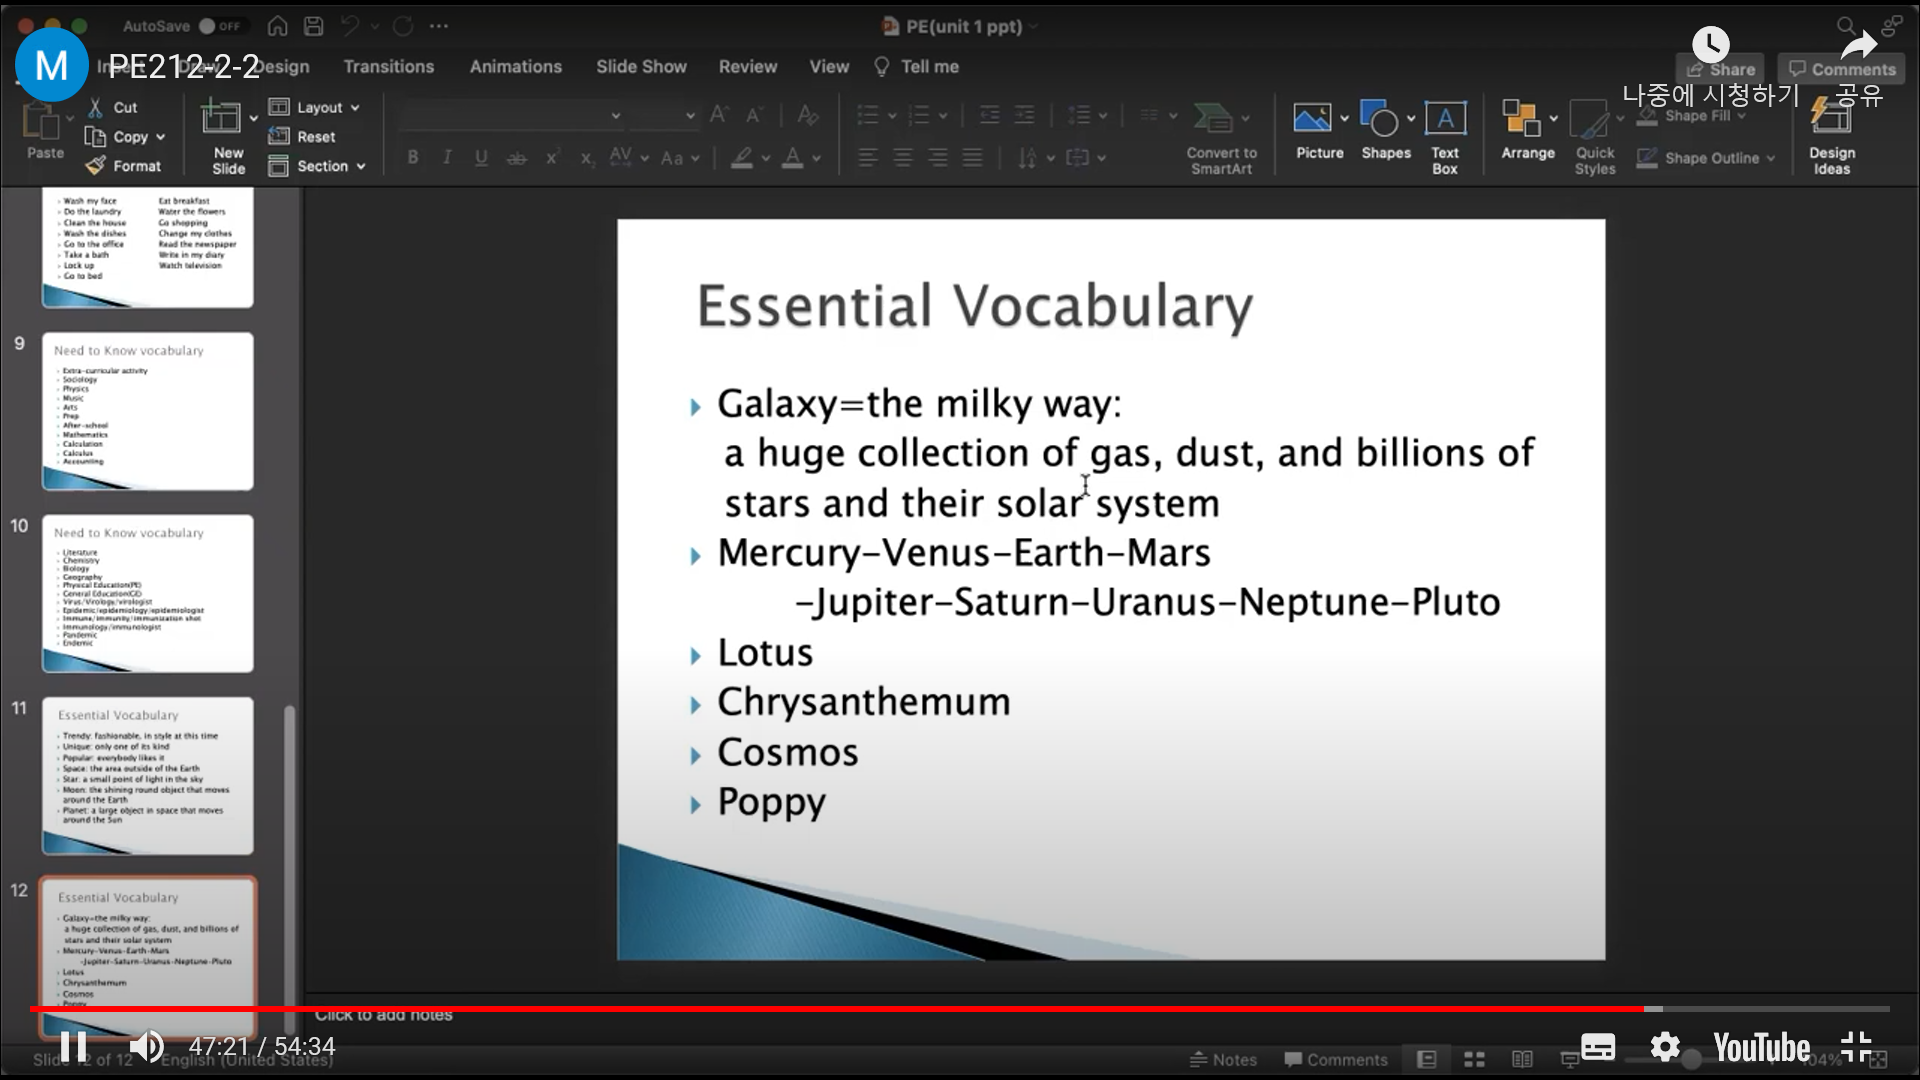 AutoSave OFF
PE(unit 1 ppt)
M PE212-2-2
Design Transitions Animations Slide Show Review View Tell me
Share Comments
나중에 시청하기 공유
Paste
Cut
Copy
Format
New
Slide
Layout
Reset
Section
B I U ab x² x₂ AV Aa A
Convert to
SmartArt
Picture
Shapes
Text
Box
Arrange
Quick
Styles
Shape Fill
Shape Outline
Design
Ideas
Wash my face Eat breakfast
Do the laundry Water the flowers
Clean the house Go shopping
Wash the dishes Change my clothes
Go to the office Read the newspaper
Take a bath Write in my diary
Lock up Watch television
Go to bed
9
Need to Know vocabulary
Extra-curricular activity
Sociology
Physics
Music
Arts
Prep
After-school
Mathematics
Calculation
Calculus
Accounting
10
Need to Know vocabulary
Literature
Chemistry
Biology
Geography
Physical Education(PE)
General Education(GE)
Virus/Virology/virologist
Epidemic/epidemiology/epidemiologist
Immune/immunity/immunization shot
Immunology/immunologist
Pandemic
Endemic
11
Essential Vocabulary
Trendy: fashionable, in style at this time
Unique: only one of its kind
Popular: everybody likes it
Space: the area outside of the Earth
Star: a small point of light in the sky
Moon: the shining round object that moves
around the Earth
Planet: a large object in space that moves
around the Sun
12
Essential Vocabulary
Galaxy=the milky way:
a huge collection of gas, dust, and billions of
stars and their solar system
Mercury-Venus-Earth-Mars
-Jupiter-Saturn-Uranus-Neptune-Pluto
Lotus
Chrysanthemum
Cosmos
Poppy
Essential Vocabulary
Galaxy=the milky way:
a huge collection of gas, dust, and billions of
stars and their solar system
Mercury-Venus-Earth-Mars
-Jupiter-Saturn-Uranus-Neptune-Pluto
Lotus
Chrysanthemum
Cosmos
Poppy
Click to add notes
47:21 / 54:34
YouTube
Slide 12 of 12 English (United States)
Notes Comments
104%